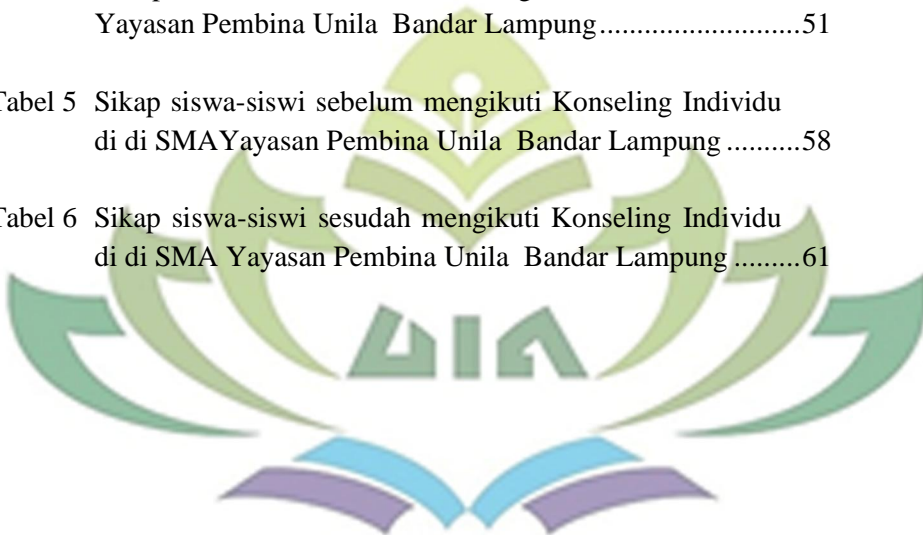 Yayasan Pembina Unila Bandar Lampung...........................51
Tabel 5 Sikap siswa-siswi sebelum mengikuti Konseling Individu
di di SMAYayasan Pembina Unila Bandar Lampung ..........58
Tabel 6 Sikap siswa-siswi sesudah mengikuti Konseling Individu
di di SMA Yayasan Pembina Unila Bandar Lampung .........61
UIN